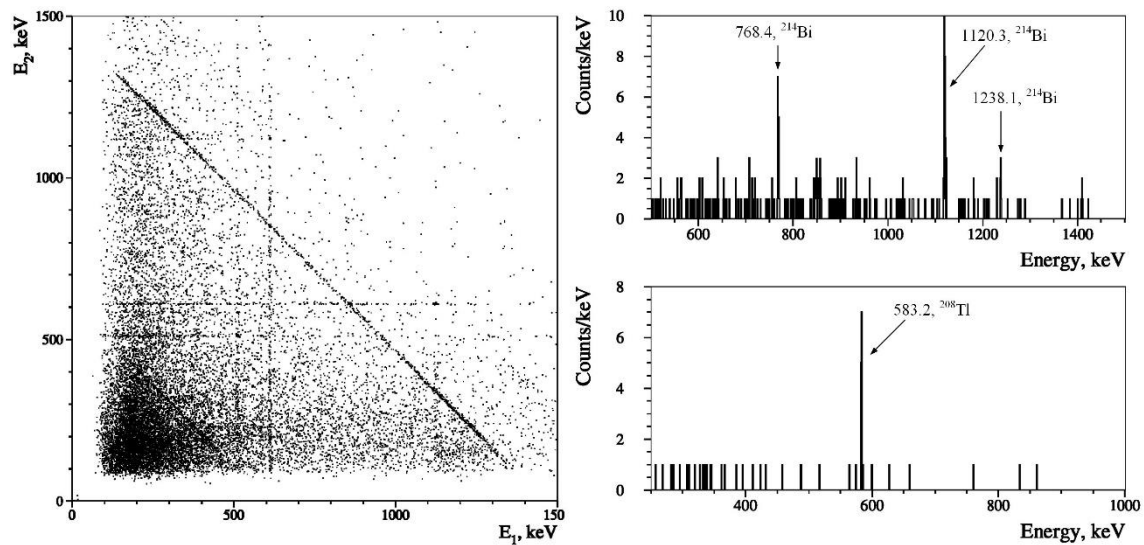 E₂, keV
1500
1000
500
0
0
500
1000
150
E₁, keV
Counts/keV
10
8
6
4
2
0
768.4, ²¹⁴Bi
1120.3, ²¹⁴Bi
1238.1, ²¹⁴Bi
600
800
1000
1200
1400
Energy, keV
Counts/keV
8
6
4
2
0
583.2, ²⁰⁸Tl
400
600
800
1000
Energy, keV